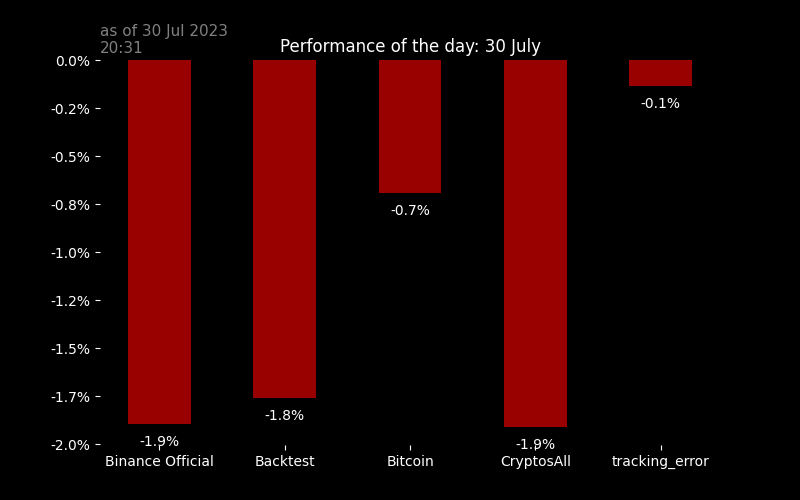 as of 30 Jul 2023
20:31
Performance of the day: 30 July
0.0%
-0.2%
-0.5%
-0.8%
-1.0%
-1.2%
-1.5%
-1.7%
-2.0%
-1.9%
-1.8%
-0.7%
-1.9%
-0.1%
Binance Official
Backtest
Bitcoin
CryptosAll
tracking_error